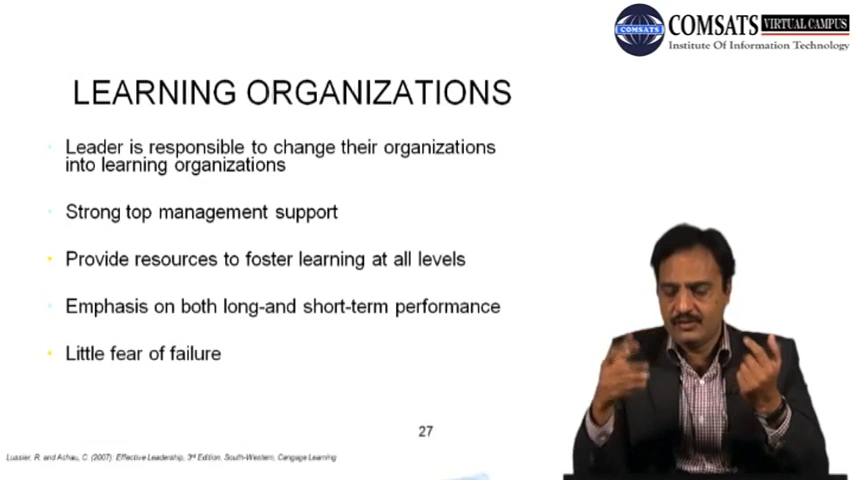 COMSATS VIRTUAL CAMPUS
COMSATS
Institute Of Information Technology
LEARNING ORGANIZATIONS
Leader is responsible to change their organizations
into learning organizations
Strong top management support
Provide resources to foster learning at all levels
Emphasis on both long-and short-term performance
Little fear of failure
27
Lussier, R. and Achau, C. (2007): Effective Leadership, 3rd Edition, South-Western, Cengage Learning